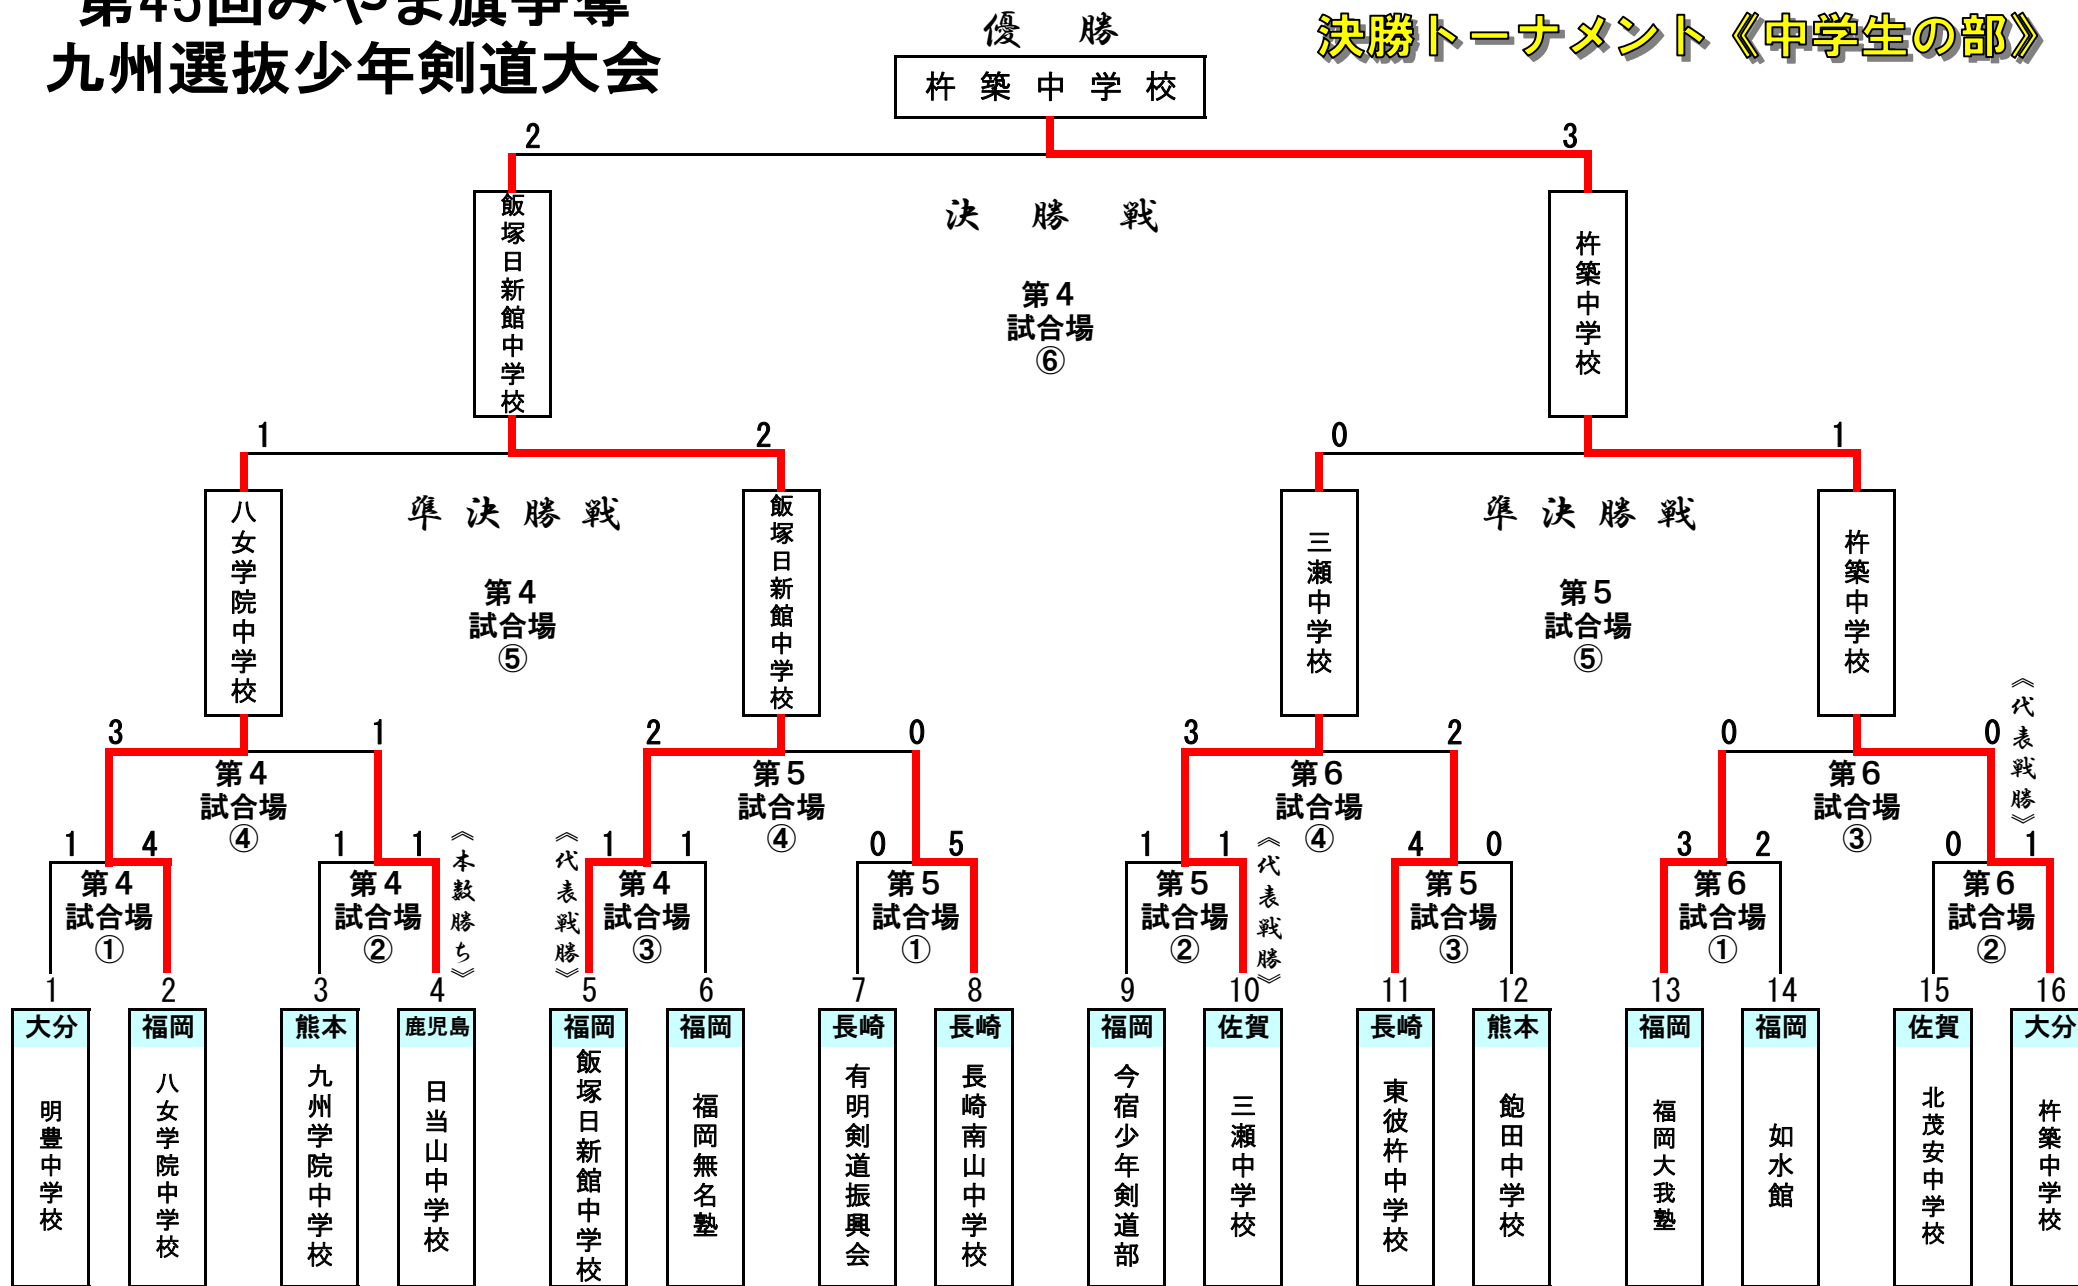 第45回みやま旗争奪
九州選抜少年剣道大会
決勝トーナメント《中学生の部》
優 勝
杵 築 中 学 校
2 3
飯塚日新館中学校
決 勝 戦
第4
試合場
⑥
杵築中学校
1 2 0 1
八女学院中学校
準決勝戦
第4
試合場
⑤
飯塚日新館中学校
三瀬中学校
準決勝戦
第5
試合場
⑤
杵築中学校
3 1 2 0 3 2 0 0
《代表戦勝》
第4
試合場
④
第5
試合場
④
第6
試合場
④
第6
試合場
③
1 4 1 1 1 1 0 5 1 1 4 0 3 2 0 1
《本数勝ち》
《代表戦勝》
《代表戦勝》
第4
試合場
①
第4
試合場
②
第4
試合場
③
第5
試合場
①
第5
試合場
②
第5
試合場
③
第6
試合場
①
第6
試合場
②
1 2 3 4 5 6 7 8 9 10 11 12 13 14 15 16
大分 福岡 熊本 鹿児島 福岡 福岡 長崎 長崎 福岡 佐賀 長崎 熊本 福岡 福岡 佐賀 大分
明豊中学校
八女学院中学校
九州学院中学校
日当山中学校
飯塚日新館中学校
福岡無名塾
有明剣道振興会
長崎南山中学校
今宿少年剣道部
三瀬中学校
東彼杵中学校
飽田中学校
福岡大我塾
如水館
北茂安中学校
杵築中学校